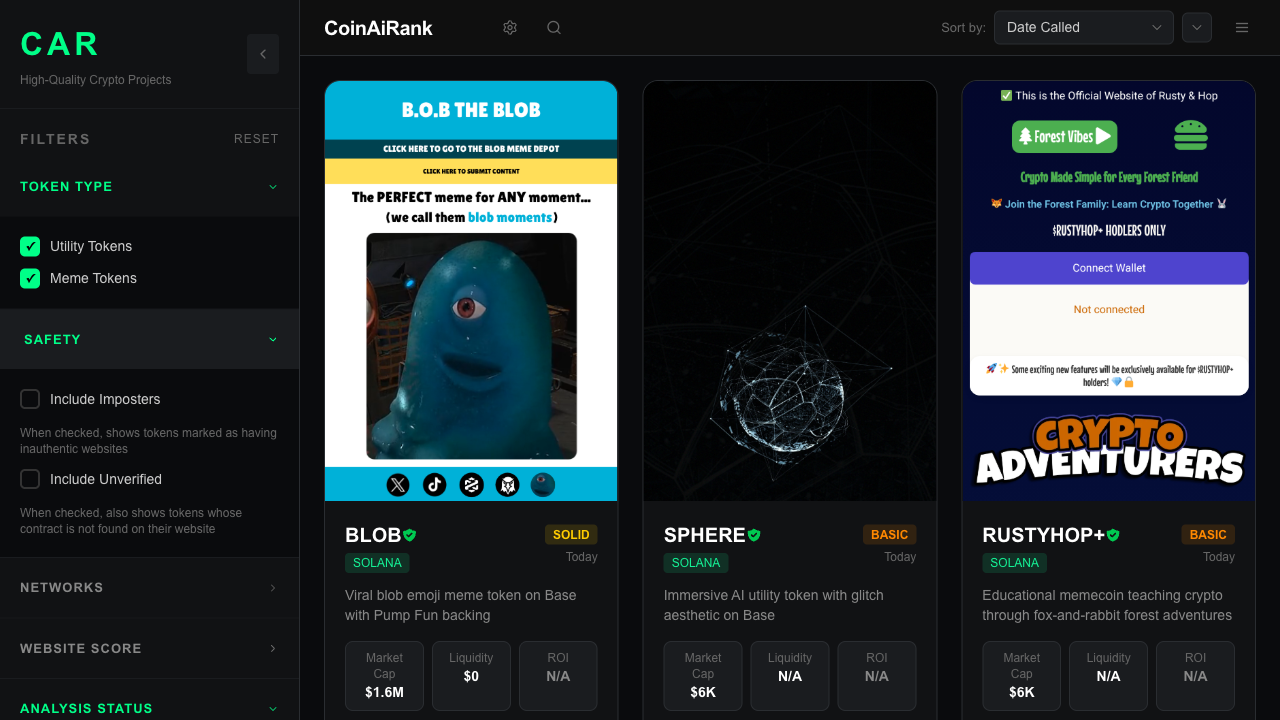 CAR
High-Quality Crypto Projects
FILTERS
RESET
TOKEN TYPE
Utility Tokens
Meme Tokens
SAFETY
Include Imposters
When checked, shows tokens marked as having
inauthentic websites
Include Unverified
When checked, also shows tokens whose
contract is not found on their website
NETWORKS
WEBSITE SCORE
ANALYSIS STATUS
CoinAiRank
Sort by:
Date Called
B.O.B THE BLOB
CLICK HERE TO GO TO THE BLOB MEME DEPOT
CLICK HERE TO SUBMIT CONTENT
The PERFECT meme for ANY moment...
(we call them blob moments)
BLOB
SOLID
SOLANA
Today
Viral blob emoji meme token on Base
with Pump Fun backing
Market
Cap
$1.6M
Liquidity
$0
ROI
N/A
SPHERE
BASIC
SOLANA
Today
Immersive AI utility token with glitch
aesthetic on Base
Market
Cap
$6K
Liquidity
N/A
ROI
N/A
✅ This is the Official Website of Rusty & Hop
Forest Vibes
Crypto Made Simple for Every Forest Friend
🦊 Join the Forest Family: Learn Crypto Together 🐰
$RUSTYHOP+ HODLERS ONLY
Connect Wallet
Not connected
🚀 ✨ Some exciting new features will be exclusively available for $RUSTYHOP+
holders! 💎 🔒
CRYPTO
ADVENTURERS
RUSTYHOP+
BASIC
SOLANA
Today
Educational memecoin teaching crypto
through fox-and-rabbit forest adventures
Market
Cap
$6K
Liquidity
N/A
ROI
N/A